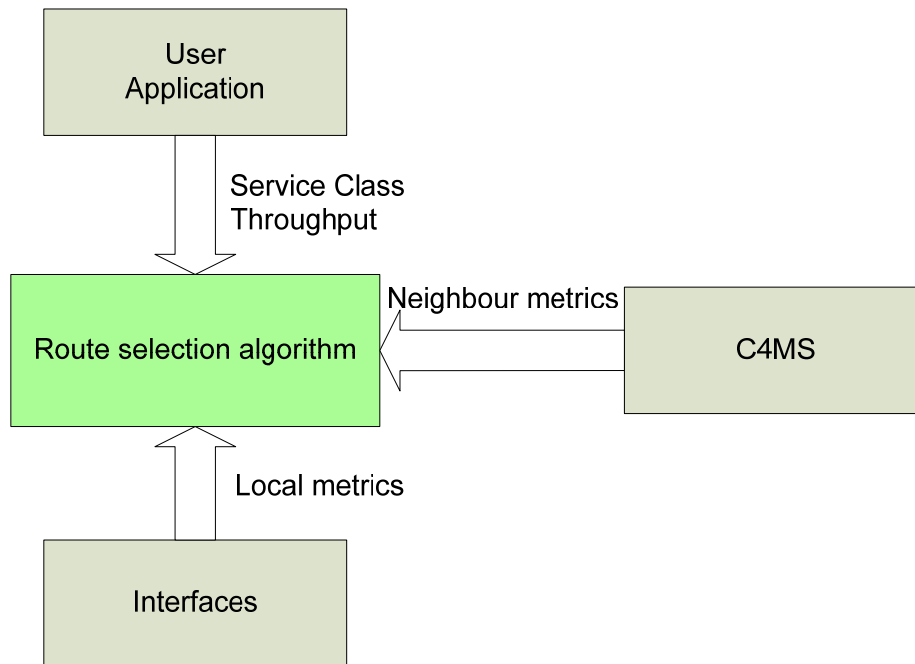 User
Application
Service Class
Throughput
Neighbour metrics
Route selection algorithm
C4MS
Local metrics
Interfaces